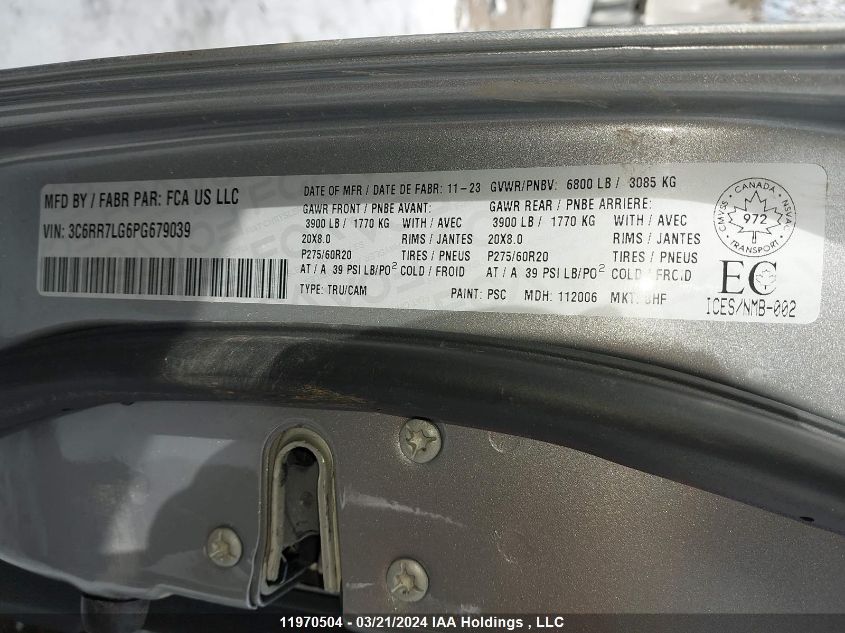 MFD BY / FABR PAR: FCA US LLC
VIN: 3C6RR7LG6PG679039
DATE OF MFR / DATE DE FABR: 11-23 GVWR/PNBV: 6800 LB / 3085 KG
GAWR FRONT / PNBE AVANT: GAWR REAR / PNBE ARRIERE:
3900 LB / 1770 KG WITH / AVEC 3900 LB / 1770 KG WITH / AVEC
20X8.0 RIMS / JANTES 20X8.0 RIMS / JANTES
P275/60R20 TIRES / PNEUS P275/60R20 TIRES / PNEUS
AT / A 39 PSI LB/PO² COLD / FROID AT / A 39 PSI LB/PO² COLD / FROID
TYPE: TRU/CAM PAINT: PSC MDH: 112006 MKT: UHF
CANADA
CMVSS NSVAC
972
TRANSPORT
EC
ICES/NMB-002
11970504 - 03/21/2024 IAA Holdings , LLC